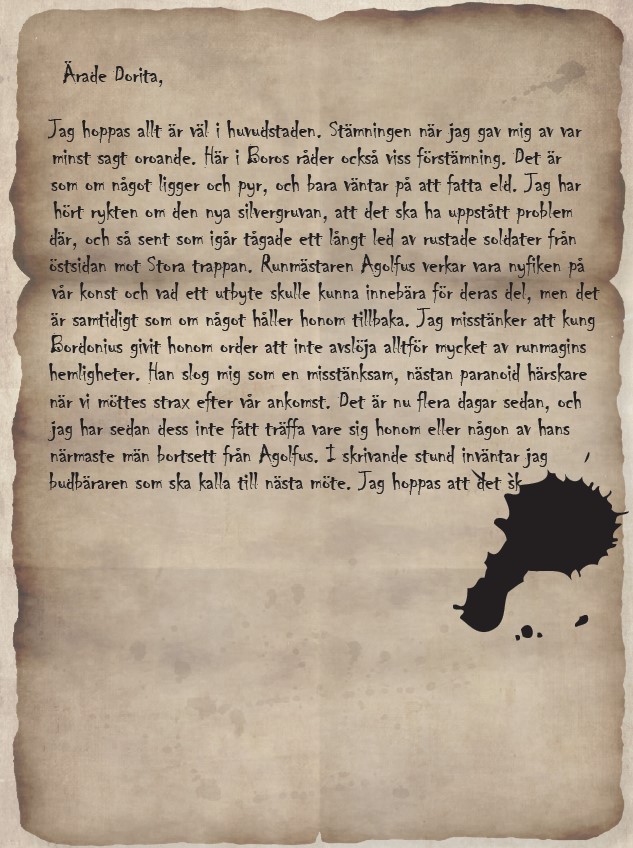 Ärade Dorita,
Jag hoppas allt är väl i huvudstaden. Stämningen när jag gav mig av var
minst sagt oroande. Här i Boros råder också viss förstämning. Det är
som om något ligger och pyr, och bara väntar på att fatta eld. Jag har
hört rykten om den nya silvergruvan, att det ska ha uppstått problem
där, och så sent som igår tågade ett långt led av rustade soldater från
östsidan mot Stora trappan. Runmästaren Agolfus verkar vara nyfiken på
vår konst och vad ett utbyte skulle kunna innebära för deras del, men det
är samtidigt som om något håller honom tillbaka. Jag misstänker att kung
Bordonius givit honom order att inte avslöja alltför mycket av runmagins
hemligheter. Han slog mig som en misstänksam, nästan paranoid härskare
när vi möttes strax efter vår ankomst. Det är nu flera dagar sedan, och
jag har sedan dess inte fått träffa vare sig honom eller någon av hans
närmaste män bortsett från Agolfus. I skrivande stund inväntar jag
budbäraren som ska kalla till nästa möte. Jag hoppas att det sk